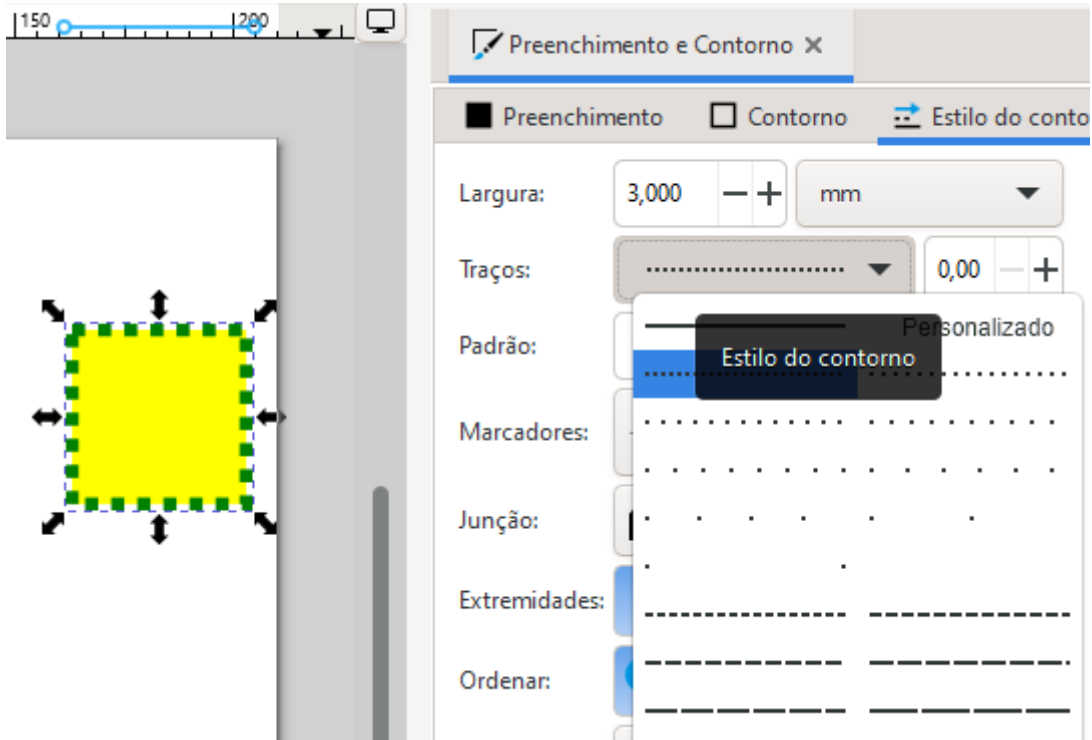 150
200
Preenchimento e Contorno
Preenchimento
Contorno
Estilo do conto
Largura:
3,000
mm
Traços:
0,00
Personalizado
Estilo do contorno
Padrão:
Marcadores:
Junção:
Extremidades:
Ordenar: